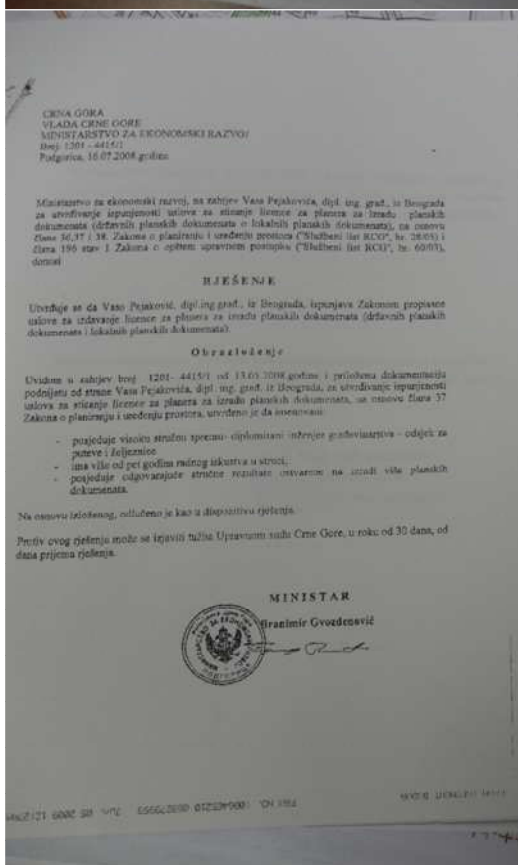 CRNA GORA
VLADA CRNE GORE
MINISTARSTVO ZA EKONOMSKI RAZVOJ
Broj: 1201 - 4415/1
Podgorica, 16.07.2008.godine
Ministarstvo za ekonomski razvoj, na zahtjev Vasa Pejakovića, dipl. ing. građ., iz Beograda
za utvrđivanje ispunjenosti uslova za sticanje licence za planera za izradu planskih
dokumenata (državnih planskih dokumenata o lokalnih planskih dokumenata), na osnovu
člana 36,37 i 38. Zakona o planiranju i uređenju prostora ("Službeni list RCG", br. 28/05) i
člana 196 stav 1 Zakona o opštem upravnom postupku ("Službeni list RCG", br. 60/03),
donosi
RJEŠENJE
Utvrđuje se da Vaso Pejaković, dipl.ing.građ., iz Beograda, ispunjava Zakonom propisane
uslove za izdavanje licence za planera za izradu planskih dokumenata (državnih planskih
dokumenata i lokalnih planskih dokumenata).
Obrazloženje
Uvidom u zahtjev broj 1201- 4415/1 od 13.05.2008.godine i priloženu dokumentaciju
podnijetu od strane Vasa Pejakovića, dipl. ing. građ. iz Beograda, za utvrđivanje ispunjenosti
uslova za sticanje licence za planera za izradu planskih dokumenata, na osnovu člana 37
Zakona o planiranju i uređenju prostora, utvrđeno je da imenovani:
- posjeduje visoku stručnu spremu- diplomirani inženjer građevinarstva - odsjek za
puteve i željeznice
- ima više od pet godina radnog iskustva u struci,
- posjeduje odgovarajuće stručne rezultate ostvarene na izradi više planskih
dokumenata.
Na osnovu izloženog, odlučeno je kao u dispozitivu rješenja.
Protiv ovog rješenja može se izjaviti tužba Upravnom sudu Crne Gore, u roku od 30 dana, od
dana prijema rješenja.
MINISTAR
Branimir Gvozdenović